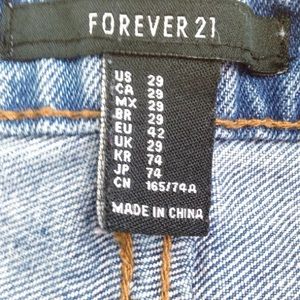 FOREVER 21
US 29
CA 29
MX 29
BR 29
EU 42
UK 29
KR 74
JP 74
CN 165/74A
MADE IN CHINA